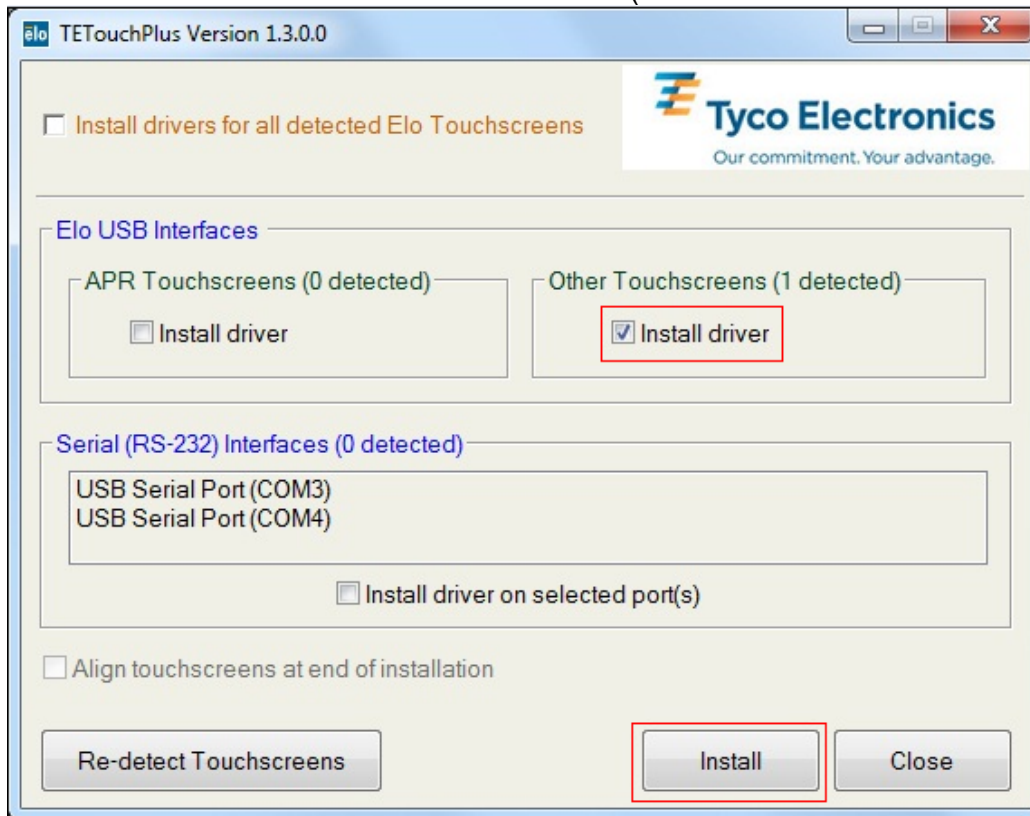 (
elo TETouchPlus Version 1.3.0.0
Install drivers for all detected Elo Touchscreens
Tyco Electronics
Our commitment. Your advantage.
Elo USB Interfaces
APR Touchscreens (0 detected)
Other Touchscreens (1 detected)
Install driver
Install driver
Serial (RS-232) Interfaces (0 detected)
USB Serial Port (COM3)
USB Serial Port (COM4)
Install driver on selected port(s)
Align touchscreens at end of installation
Re-detect Touchscreens
Install
Close